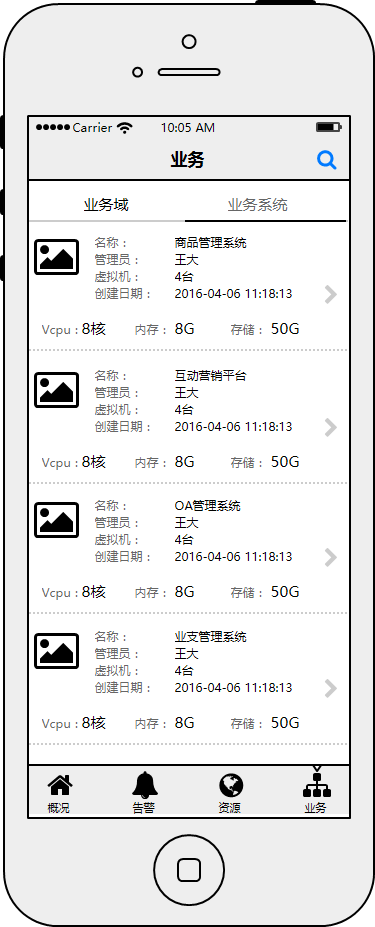 Carrier 10:05 AM
业务
业务域 业务系统
名称： 商品管理系统
管理员： 王大
虚拟机： 4台
创建日期： 2016-04-06 11:18:13
Vcpu：8核 内存： 8G 存储： 50G
名称： 互动营销平台
管理员： 王大
虚拟机： 4台
创建日期： 2016-04-06 11:18:13
Vcpu：8核 内存： 8G 存储： 50G
名称： OA管理系统
管理员： 王大
虚拟机： 4台
创建日期： 2016-04-06 11:18:13
Vcpu：8核 内存： 8G 存储： 50G
名称： 业支管理系统
管理员： 王大
虚拟机： 4台
创建日期： 2016-04-06 11:18:13
Vcpu：8核 内存： 8G 存储： 50G
概况 告警 资源 业务